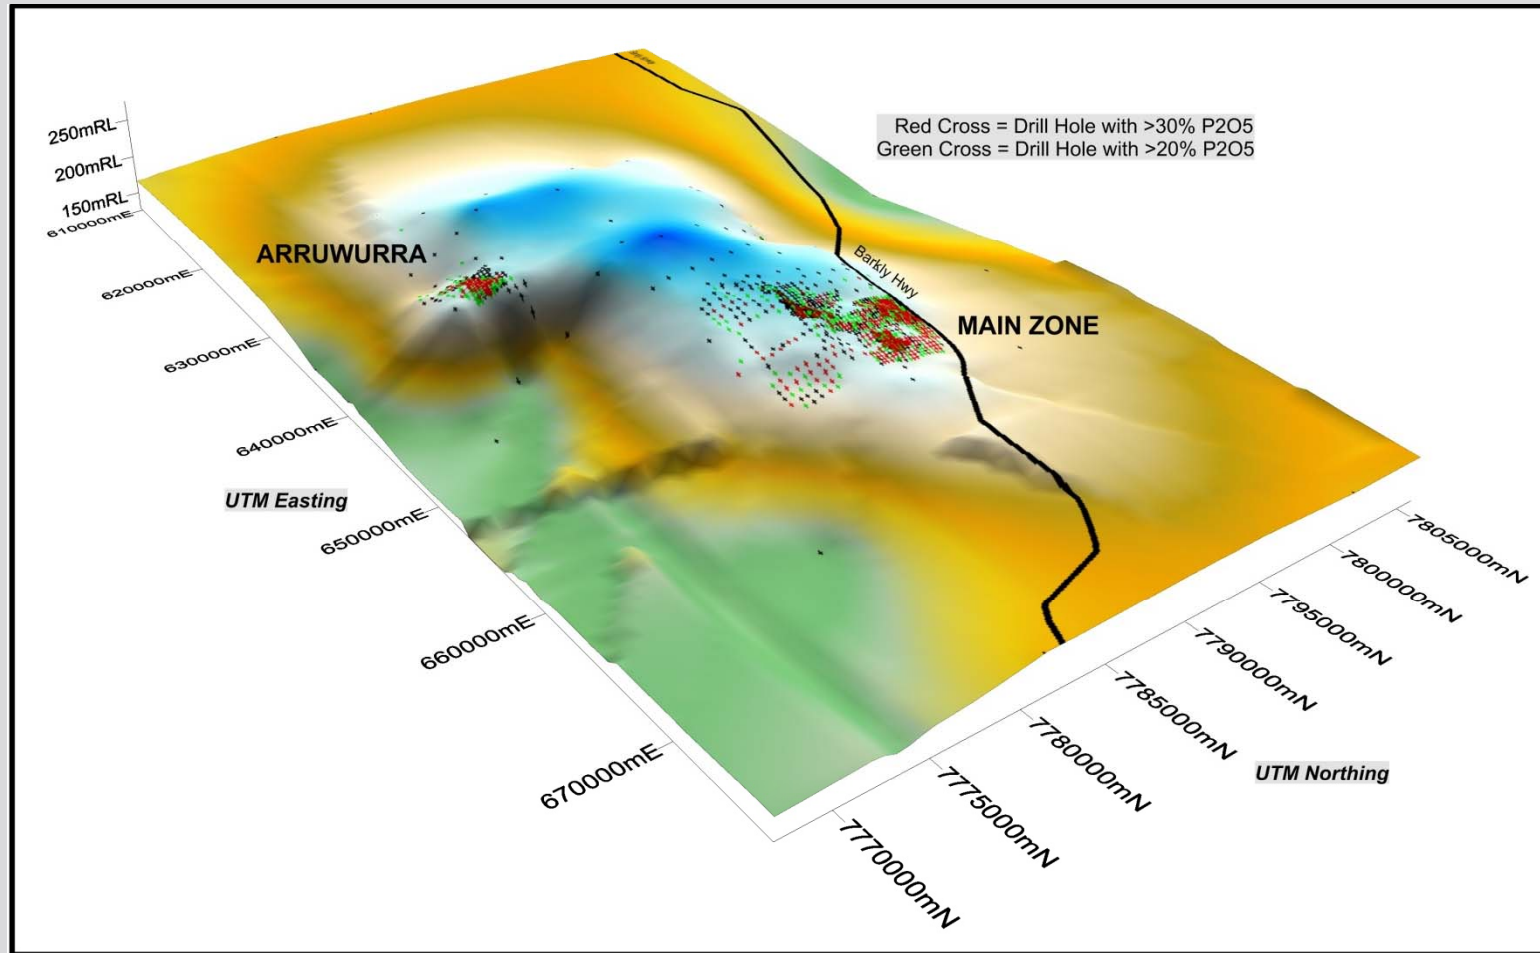 Red Cross = Drill Hole with >30% P2O5
Green Cross = Drill Hole with >20% P2O5
250mRL
200mRL
150mRL
610000mE
620000mE
630000mE
640000mE
650000mE
660000mE
670000mE
UTM Easting
ARRUWURRA
Barkly Hwy
MAIN ZONE
7805000mN
7800000mN
7795000mN
7790000mN
7785000mN
7780000mN
7775000mN
7770000mN
UTM Northing